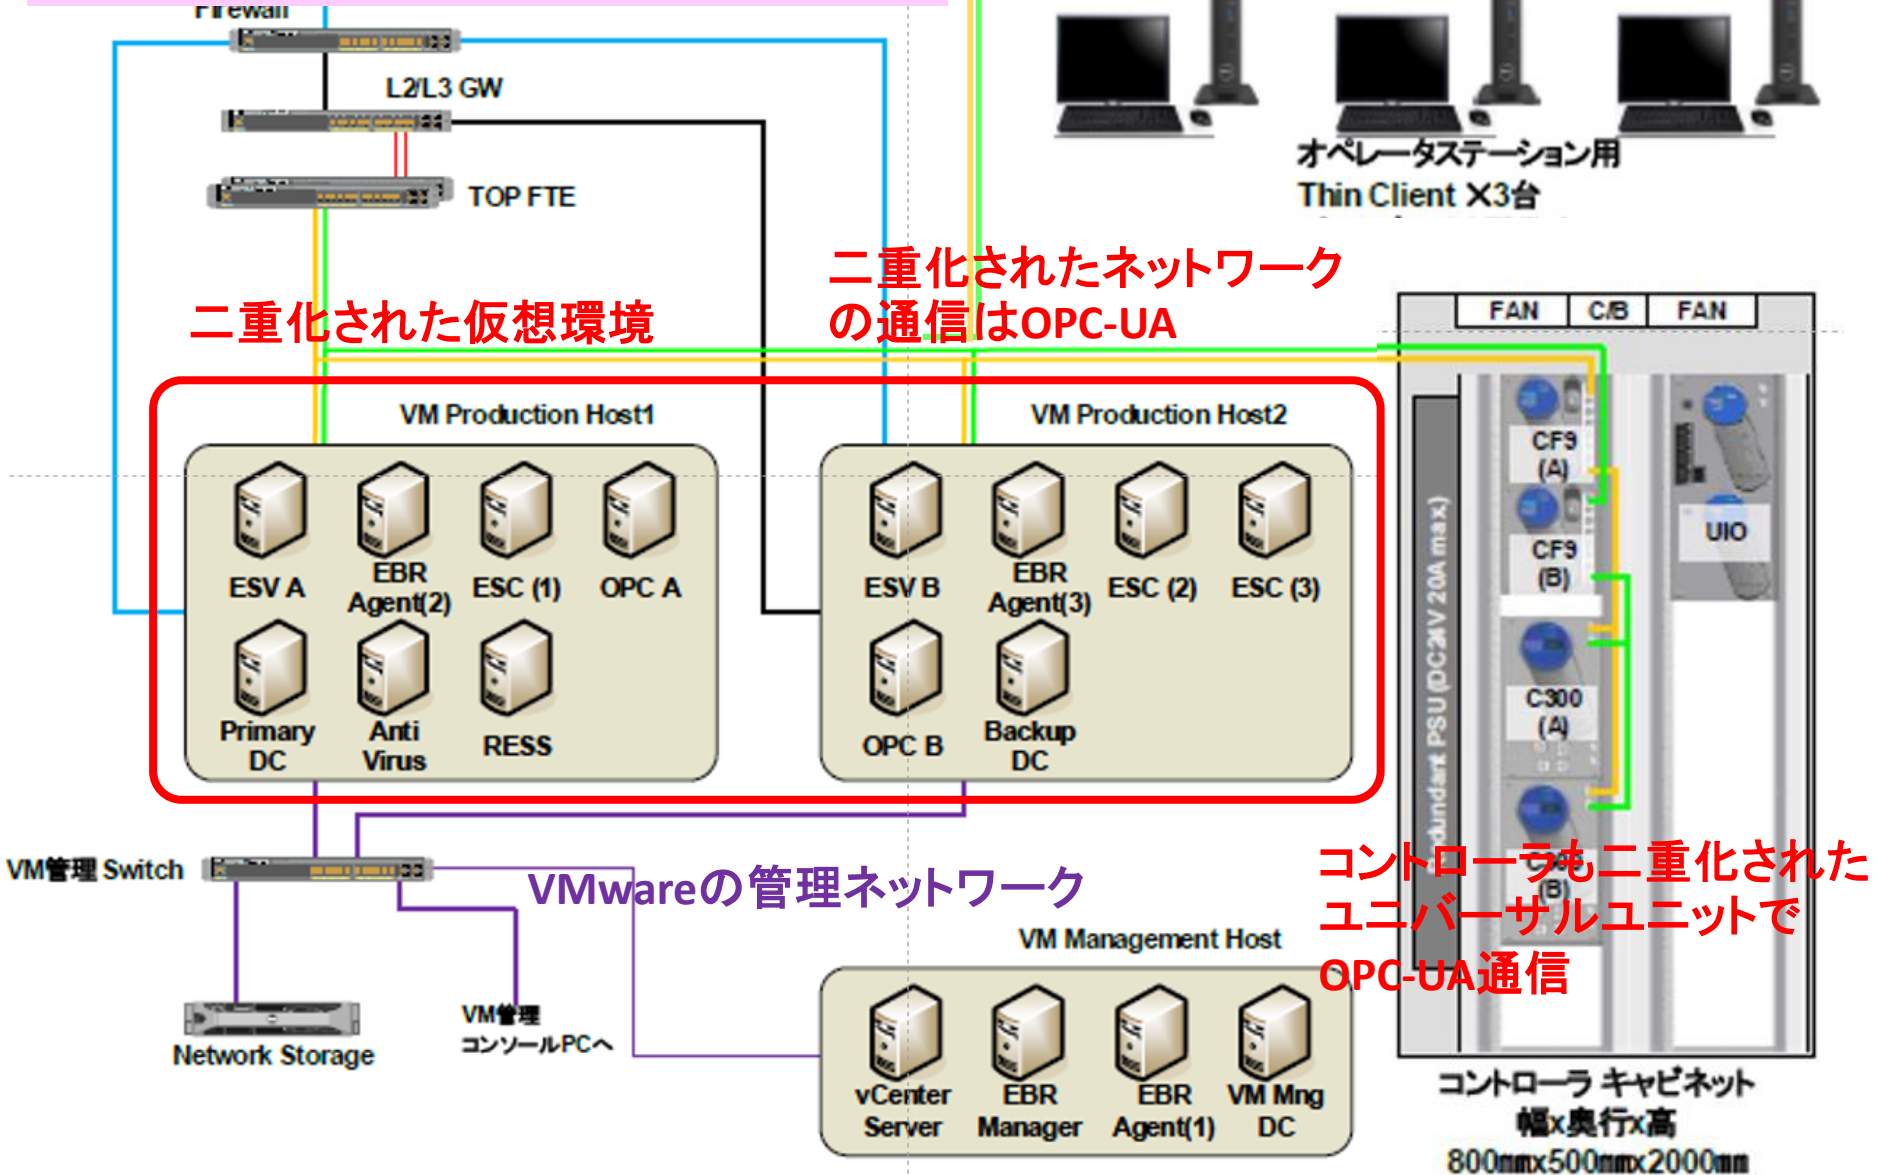 Firewall
L2/L3 GW
TOP FTE
オペレータステーション用
Thin Client X3台
二重化された仮想環境
二重化されたネットワーク
の通信はOPC-UA
FAN
C/B
FAN
VM Production Host1
VM Production Host2
CF9
(A)
CF9
(B)
UIO
C300
(A)
(B)
ESV A
EBR
Agent(2)
ESC (1)
OPC A
Primary
DC
Anti
Virus
RESS
ESV B
EBR
Agent(3)
ESC (2)
ESC (3)
OPC B
Backup
DC
PSU (DC24V 20A max)
VM管理 Switch
VMwareの管理ネットワーク
コントローラも二重化された
ユニバーサルユニットで
OPC-UA通信
Network Storage
VM管理
コンソールPCへ
VM Management Host
vCenter
Server
EBR
Manager
EBR
Agent(1)
VM Mng
DC
コントローラ キャビネット
幅x奥行x高
800mmx500mmx2000mm